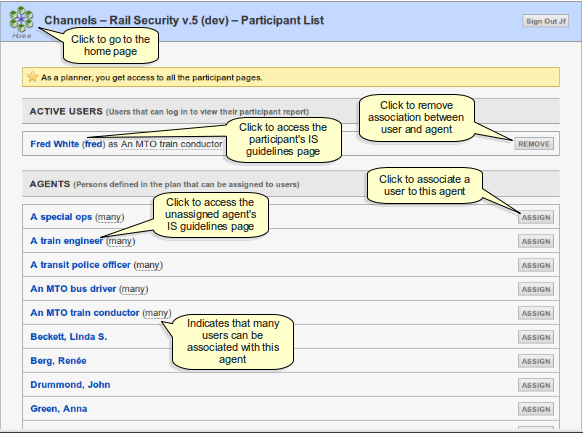 Channels – Rail Security v.5 (dev) – Participant List
Sign Out Jf
Home
Click to go to the
home page
As a planner, you get access to all the participant pages.
ACTIVE USERS (Users that can log in to view their participant report)
Click to remove
association between
user and agent
Click to access the
participant's IS
guidelines page
Fred White (fred) as An MTO train conductor
REMOVE
AGENTS (Persons defined in the plan that can be assigned to users)
Click to associate a
user to this agent
Click to access the
unassigned agent's
IS guidelines page
A special ops (many)
ASSIGN
A train engineer (many)
ASSIGN
A transit police officer (many)
ASSIGN
An MTO bus driver (many)
ASSIGN
An MTO train conductor (many)
ASSIGN
Indicates that many
users can be
associated with this
agent
Beckett, Linda S.
ASSIGN
Berg, Renée
ASSIGN
Drummond, John
ASSIGN
Green, Anna
ASSIGN